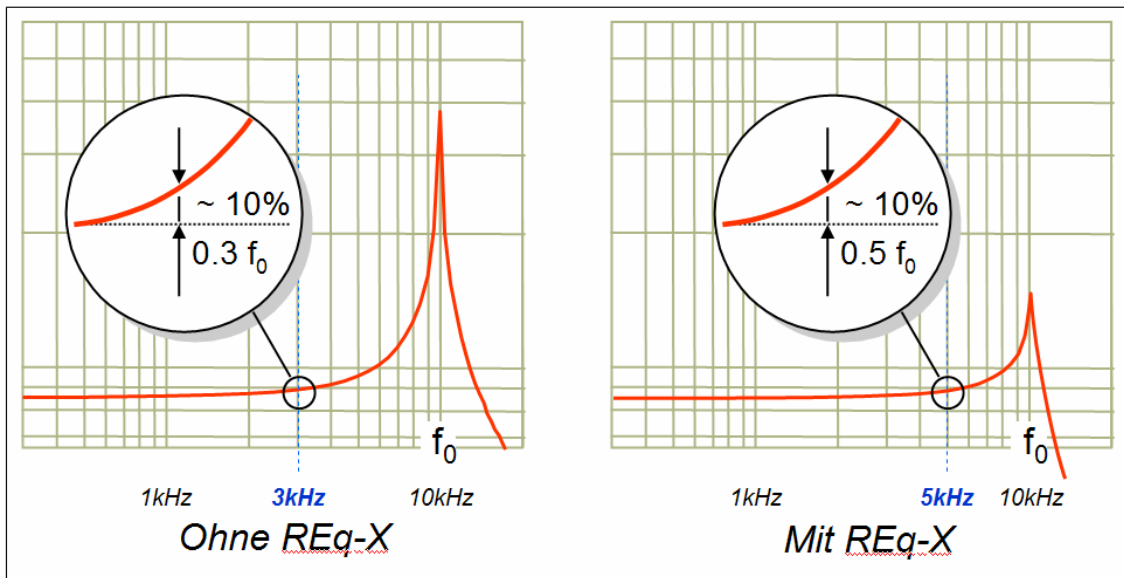 ~ 10%
0.3 f₀
f₀
1kHz 3kHz 10kHz
Ohne REq-X
~ 10%
0.5 f₀
f₀
1kHz 5kHz 10kHz
Mit REq-X